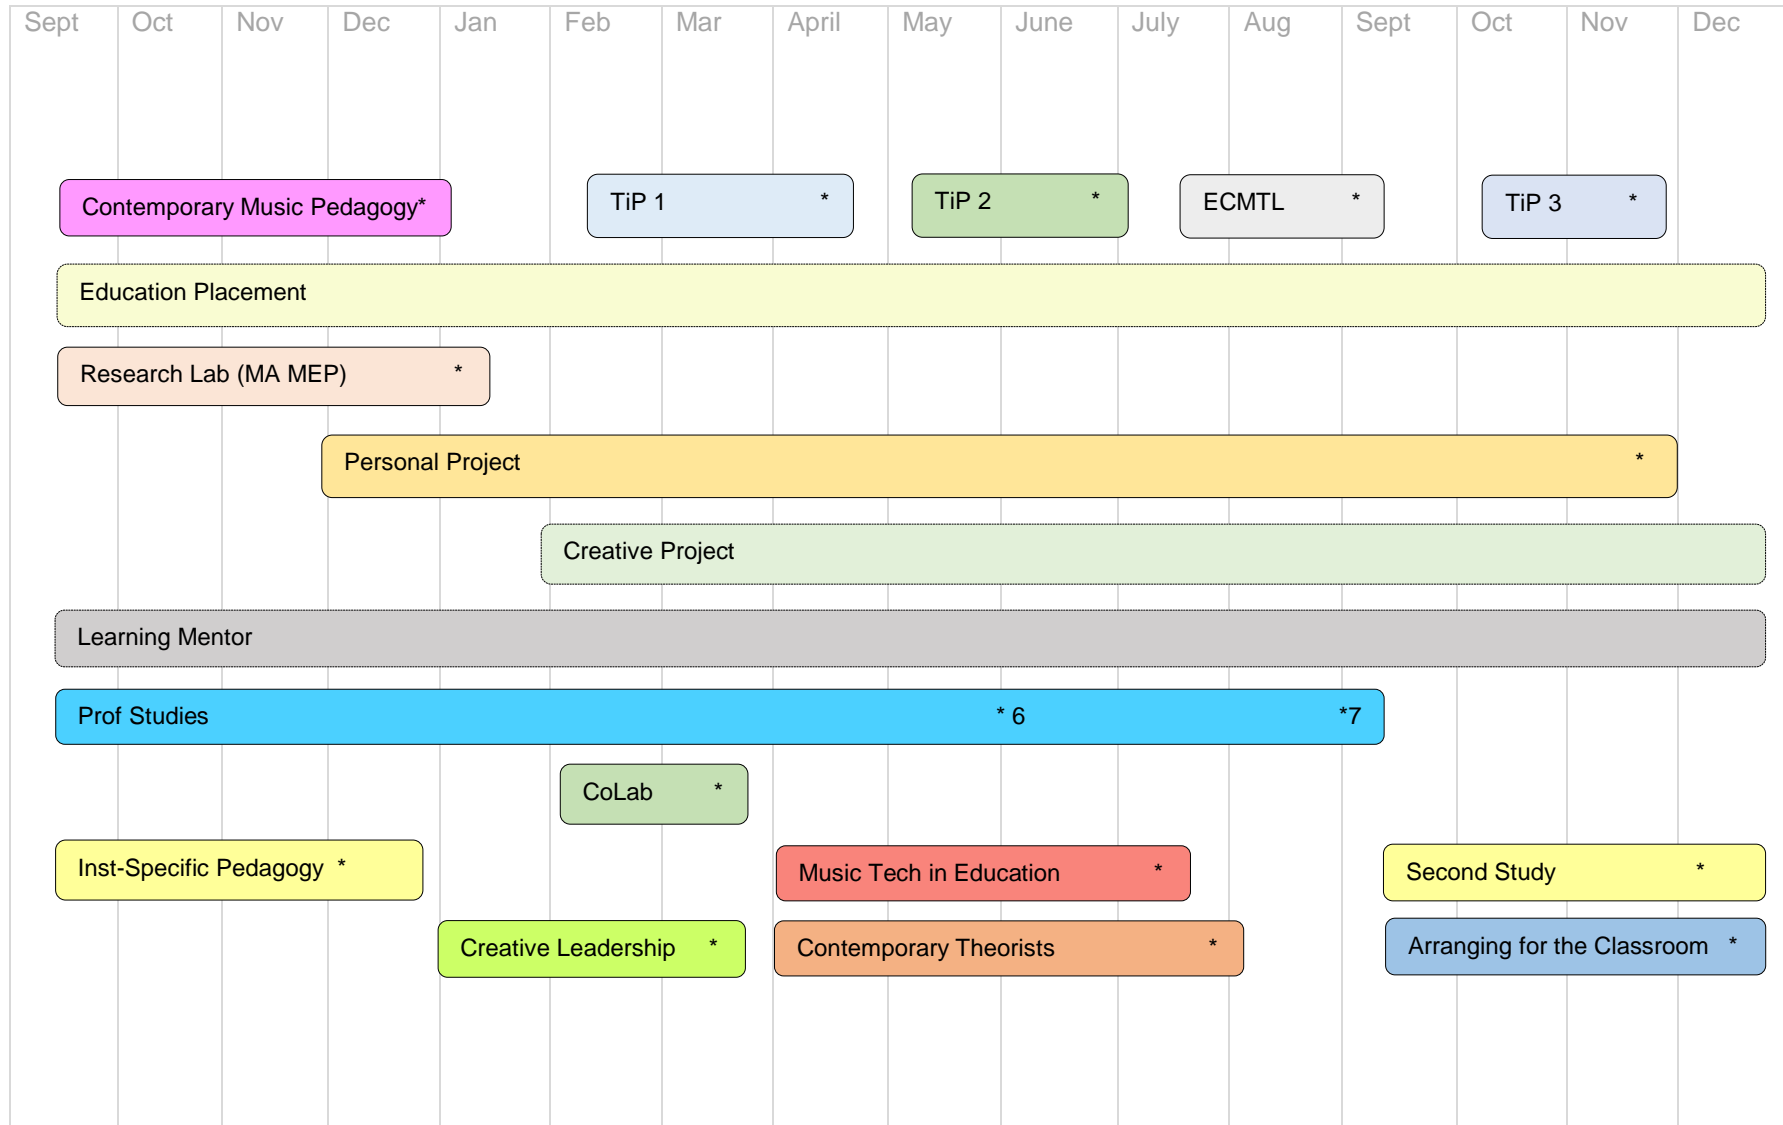 Sept Oct Nov Dec Jan Feb Mar April May June July Aug Sept Oct Nov Dec
Contemporary Music Pedagogy* TiP 1 * TiP 2 * ECMTL * TiP 3 *
Education Placement
Research Lab (MA MEP) *
Personal Project *
Creative Project
Learning Mentor
Prof Studies * 6 *7
CoLab *
Inst-Specific Pedagogy * Music Tech in Education * Second Study *
Creative Leadership * Contemporary Theorists * Arranging for the Classroom *